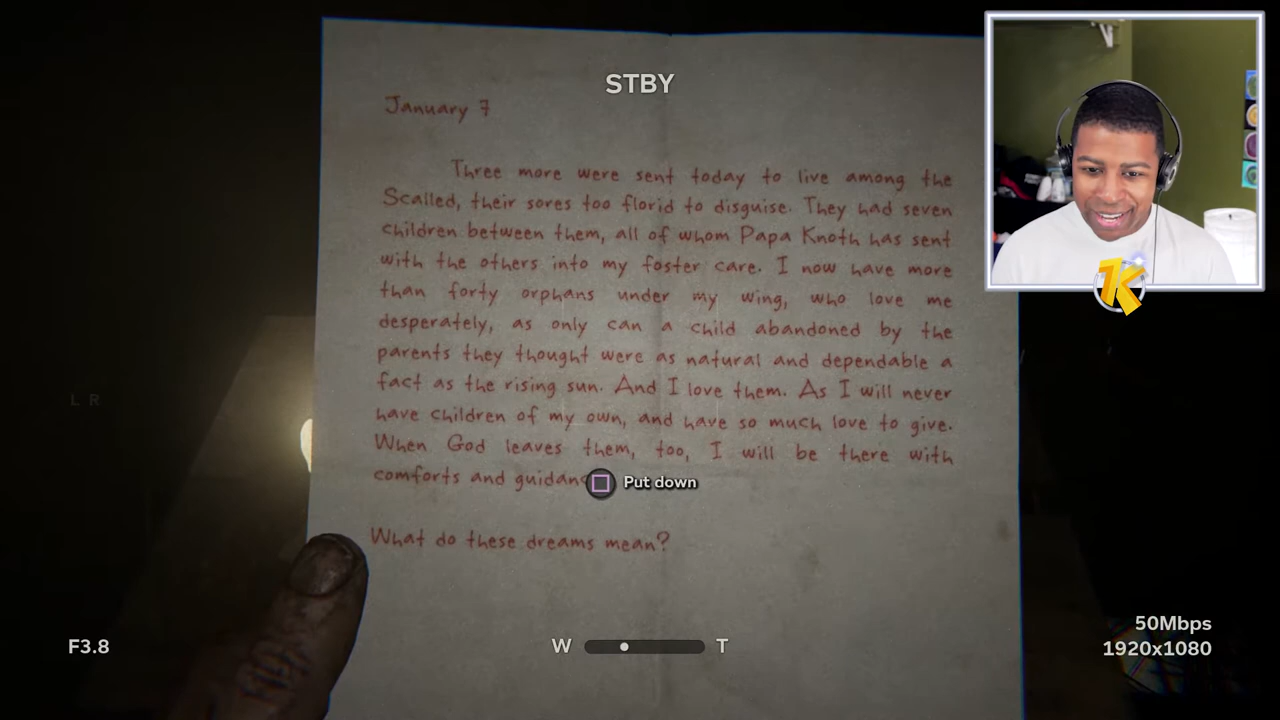 STBY
January 7
Three more were sent today to live among the
Scalled, their sores too florid to disguise. They had seven
children between them, all of whom Papa Knoth has sent
with the others into my foster care. I now have more
than forty orphans under my wing, who love me
desperately, as only can a child abandoned by the
parents they thought were as natural and dependable a
fact as the rising sun. And I love them. As I will never
have children of my own, and have so much love to give.
When God leaves them, too, I will be there with
comforts and guidan
Put down
What do these dreams mean?
L R
F3.8
W T
50Mbps
1920x1080
1K